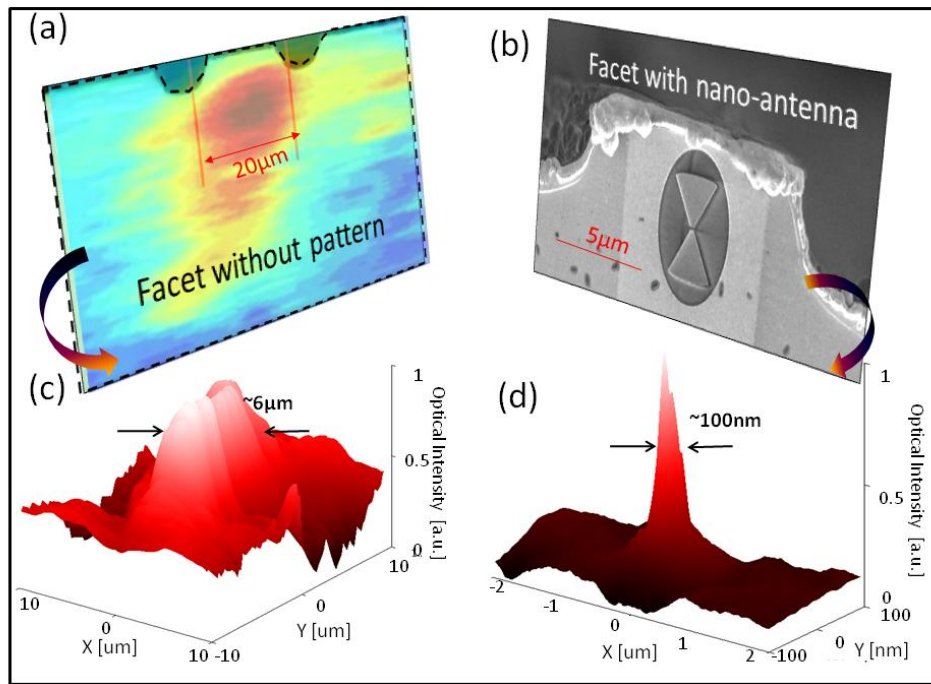 (a)
20µm
Facet without pattern
(b)
Facet with nano-antenna
5µm
(c)
~6µm
1
0.5
0
Optical Intensity [a.u.]
10
0
10
X [um]
-10
0
10
Y [um]
(d)
~100nm
1
0.5
0
Optical Intensity [a.u.]
-2
-1
0
1
2
X [um]
-100
0
100
Y [nm]